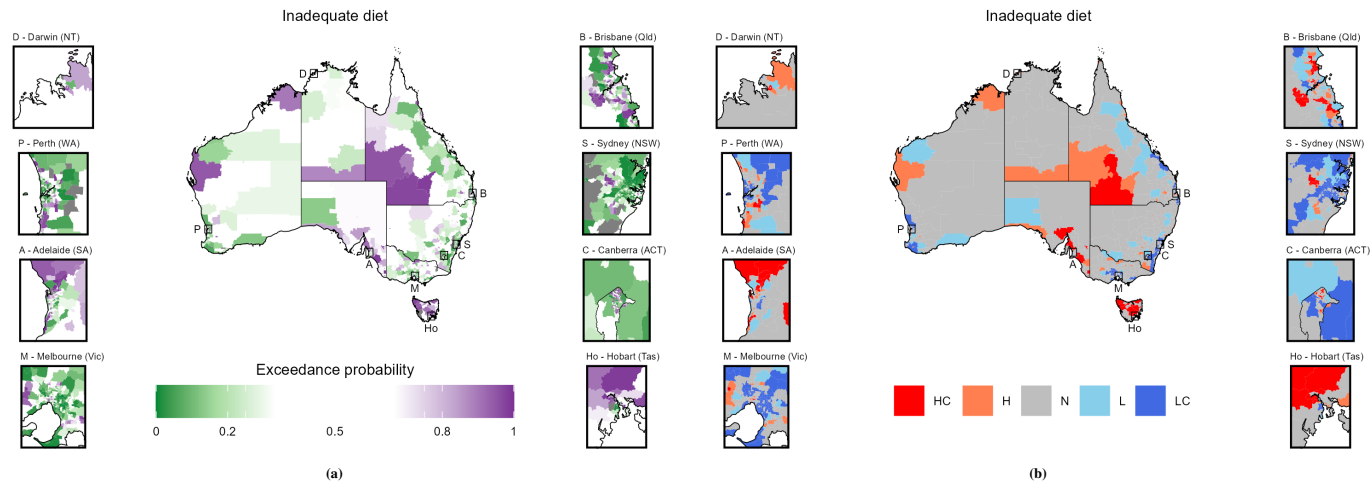 Inadequate diet
D - Darwin (NT)
P - Perth (WA)
A - Adelaide (SA)
M - Melbourne (Vic)
D
P
A
M
Ho
B
S
C
B - Brisbane (Qld)
S - Sydney (NSW)
C - Canberra (ACT)
Ho - Hobart (Tas)
Exceedance probability
0 0.2 0.5 0.8 1
(a)
Inadequate diet
D - Darwin (NT)
P - Perth (WA)
A - Adelaide (SA)
M - Melbourne (Vic)
D
P
A
M
Ho
B
S
C
B - Brisbane (Qld)
S - Sydney (NSW)
C - Canberra (ACT)
Ho - Hobart (Tas)
HC H N L LC
(b)